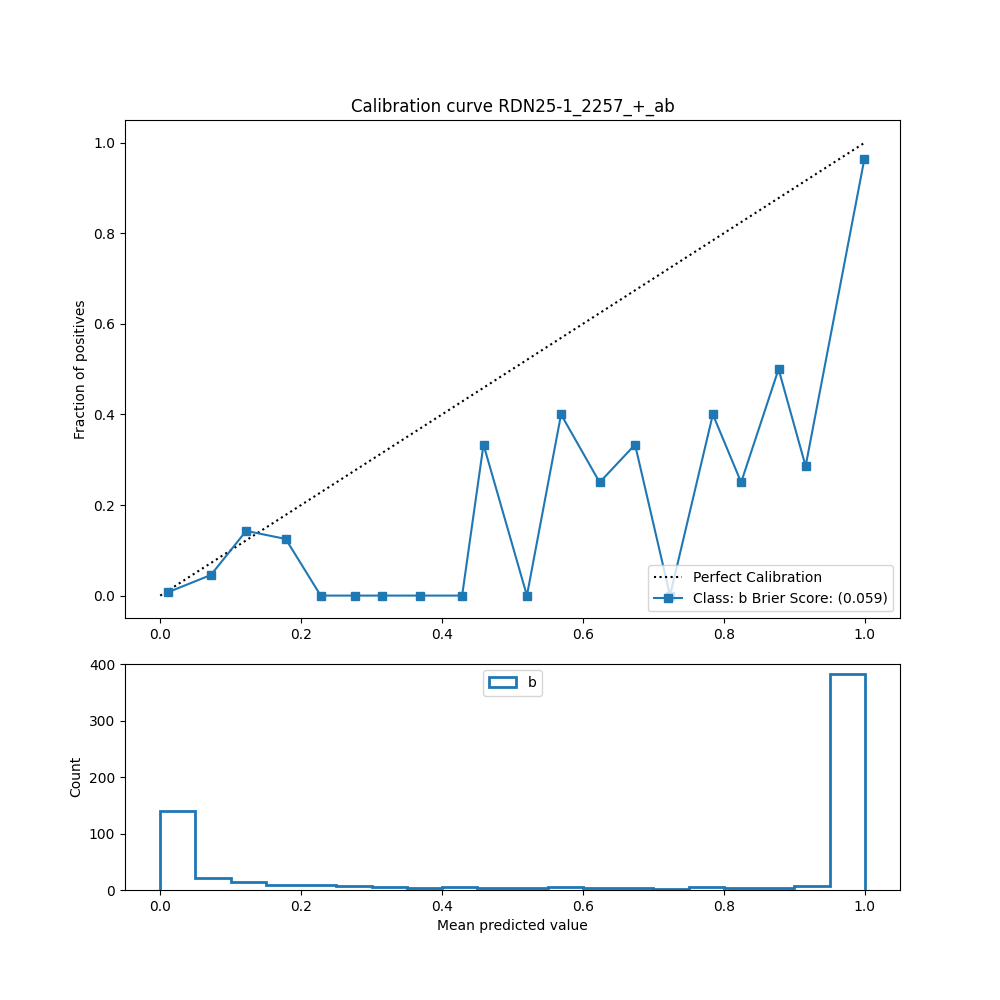 Calibration curve RDN25-1_2257_+_ab
1.0
0.8
0.6
0.4
0.2
0.0
Fraction of positives
0.0 0.2 0.4 0.6 0.8 1.0
Perfect Calibration
Class: b Brier Score: (0.059)
400
300
200
100
0
Count
b
0.0 0.2 0.4 0.6 0.8 1.0
Mean predicted value